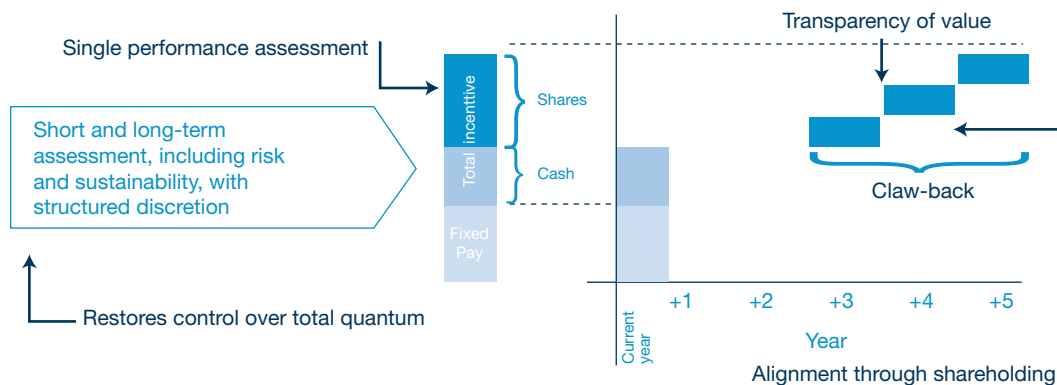 Transparency of value
Single performance assessment
Short and long-term
assessment, including risk
and sustainability, with
structured discretion
Total incenttive
Fixed
Pay
Shares
Cash
Claw-back
Restores control over total quantum
Current
year
+1
+2
+3
+4
+5
Year
Alignment through shareholding